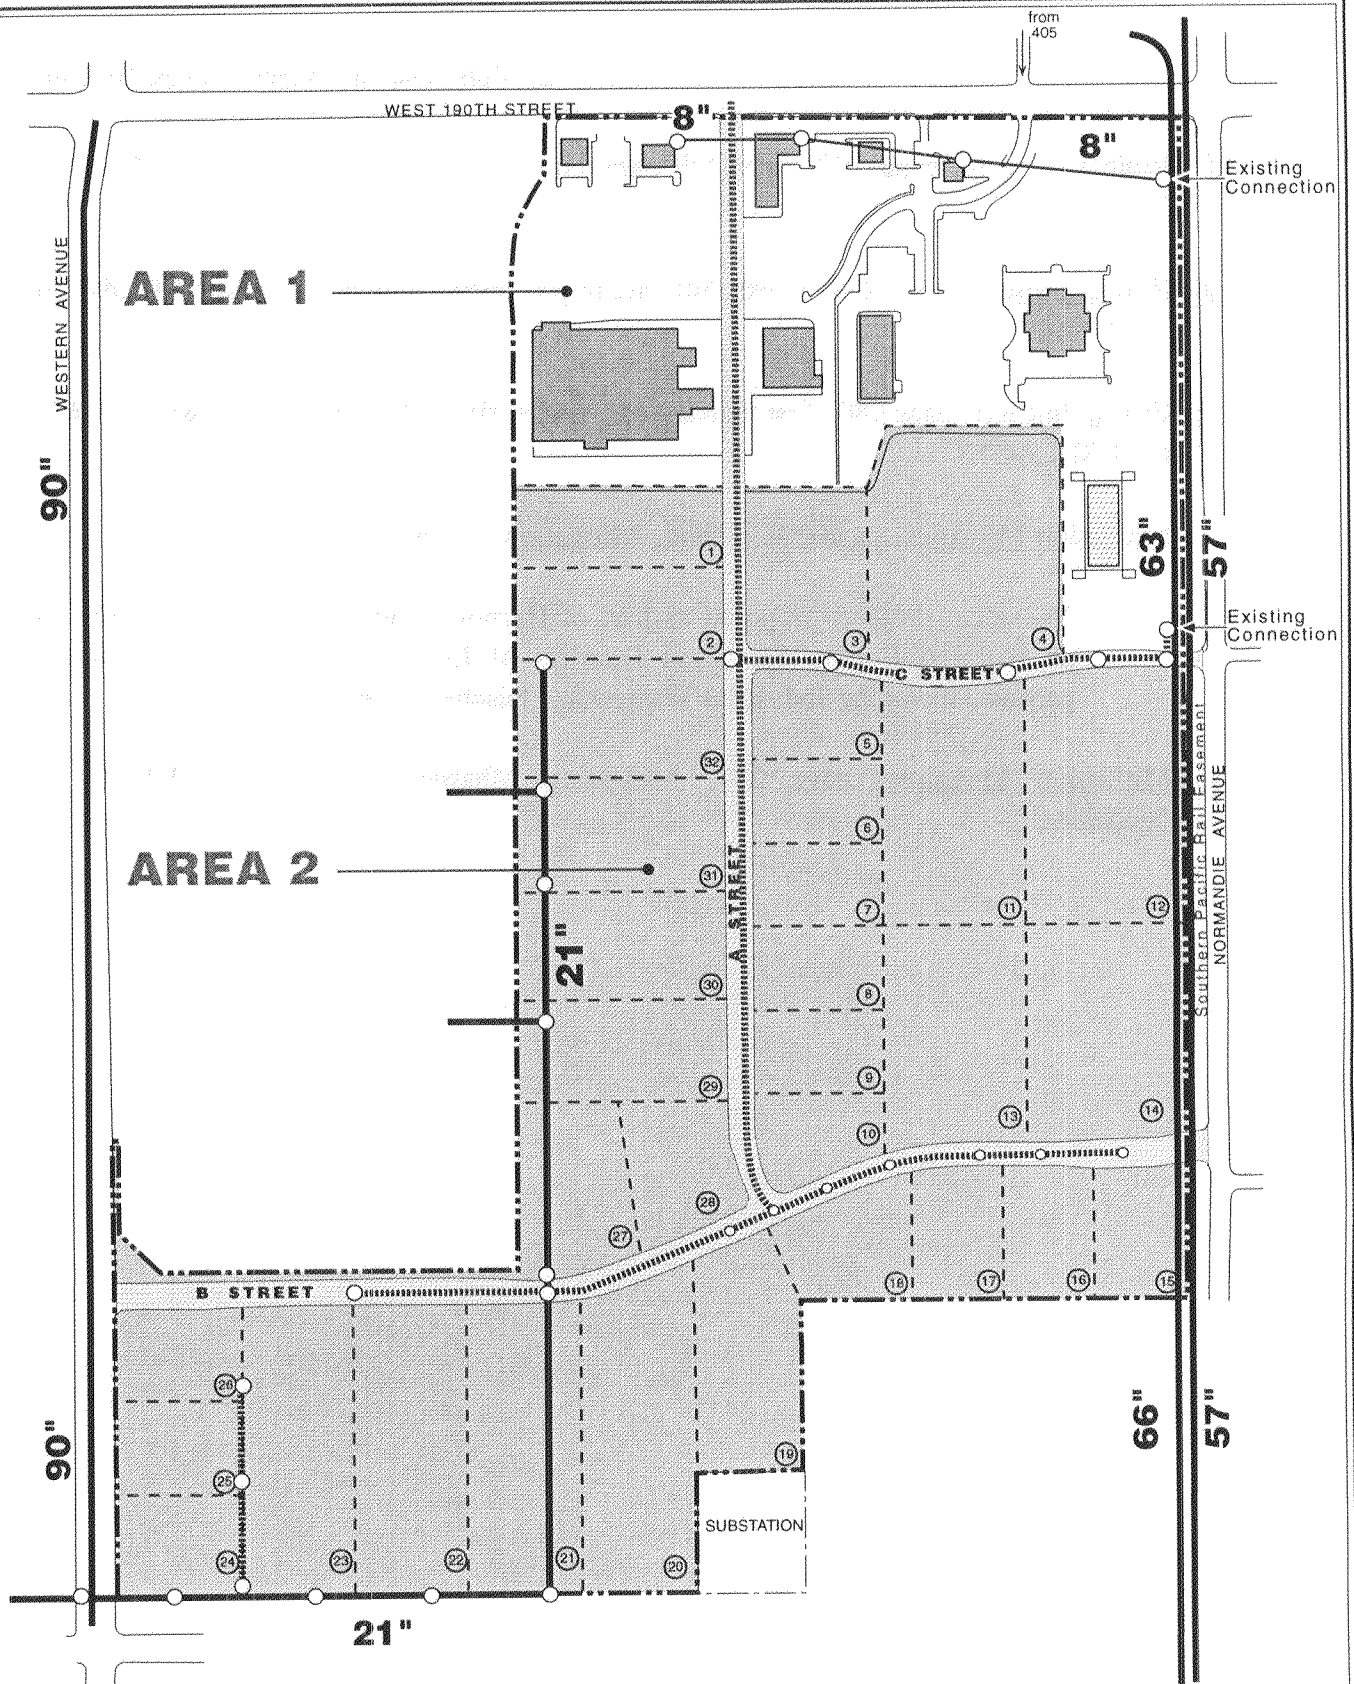 from
405
WEST 190TH STREET
8"
8"
Existing
Connection
WESTERN AVENUE
AREA 1
90"
63"
57"
1
2
3
4
Existing
Connection
C STREET
5
32
6
AREA 2
31
A STREET
7
11
12
Southern Pacific Rail Easement
NORMANDIE AVENUE
21"
30
8
29
9
10
13
14
28
27
18
17
16
15
B STREET
26
90"
66"
57"
25
19
SUBSTATION
24
23
22
21
20
21"